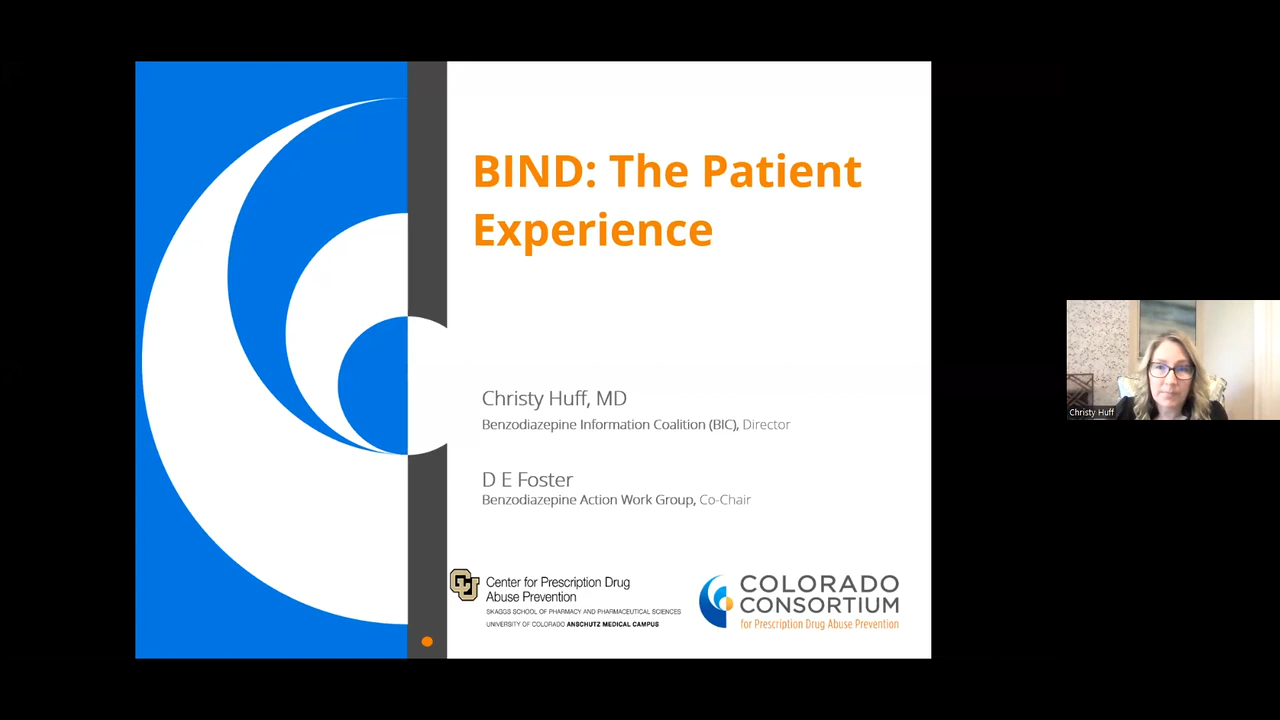 BIND: The Patient
Experience
Christy Huff, MD
Benzodiazepine Information Coalition (BIC), Director
D E Foster
Benzodiazepine Action Work Group, Co-Chair
CU
Center for Prescription Drug
Abuse Prevention
SKAGGS SCHOOL OF PHARMACY AND PHARMACEUTICAL SCIENCES
UNIVERSITY OF COLORADO ANSCHUTZ MEDICAL CAMPUS
COLORADO
CONSORTIUM
for Prescription Drug Abuse Prevention
Christy Huff